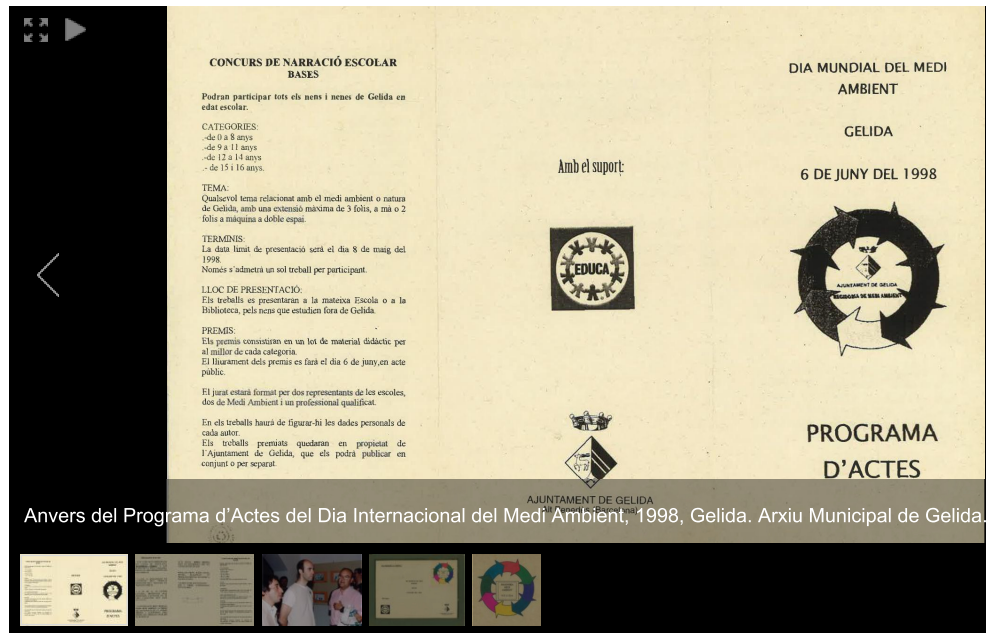 CONCURS DE NARRACIÓ ESCOLAR
BASES
Podran participar tots els nens i nenes de Gelida en
edat escolar.
CATEGORIES:
.-de 0 a 8 anys
.-de 9 a 11 anys
.-de 12 a 14 anys
.- de 15 i 16 anys.
TEMA:
Qualsevol tema relacionat amb el medi ambient o natura
de Gelida, amb una extensió màxima de 3 folis, a mà o 2
folis a màquina a doble espai.
TERMINIS:
La data limit de presentació serà el dia 8 de maig del
1998.
Només s'admetrà un sol treball per participant.
LLOC DE PRESENTACIÓ:
Els treballs es presentaran a la mateixa Escola o a la
Biblioteca, pels nens que estudien fora de Gelida.
PREMIS:
Els premis consistiran en un lot de material didàctic per
al millor de cada categoria.
El lliurament dels premis es farà el dia 6 de juny,en acte
públic.
El jurat estarà format per dos representants de les escoles,
dos de Medi Ambient i un professional qualificat.
En els treballs haurà de figurar-hi les dades personals de
cada autor.
Els treballs premiats quedaran en propietat de
l'Ajuntament de Gelida, que els podrà publicar en
conjunt o per separat.
Amb el suport:
EDUCA
AJUNTAMENT DE GELIDA
DIA MUNDIAL DEL MEDI
AMBIENT
GELIDA
6 DE JUNY DEL 1998
AJUNTAMENT DE GELIDA
REGIDORIA DE MEDI AMBIENT
PROGRAMA
D'ACTES
Anvers del Programa d'Actes del Dia Internacional del Medi Ambient, 1998, Gelida. Arxiu Municipal de Gelida.